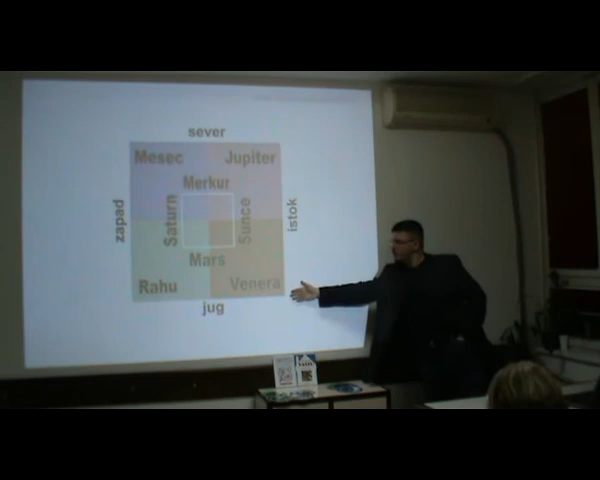 sever
Mesec Jupiter
Merkur
zapad
Saturn
Sunce
istok
Mars
Rahu Venera
jug